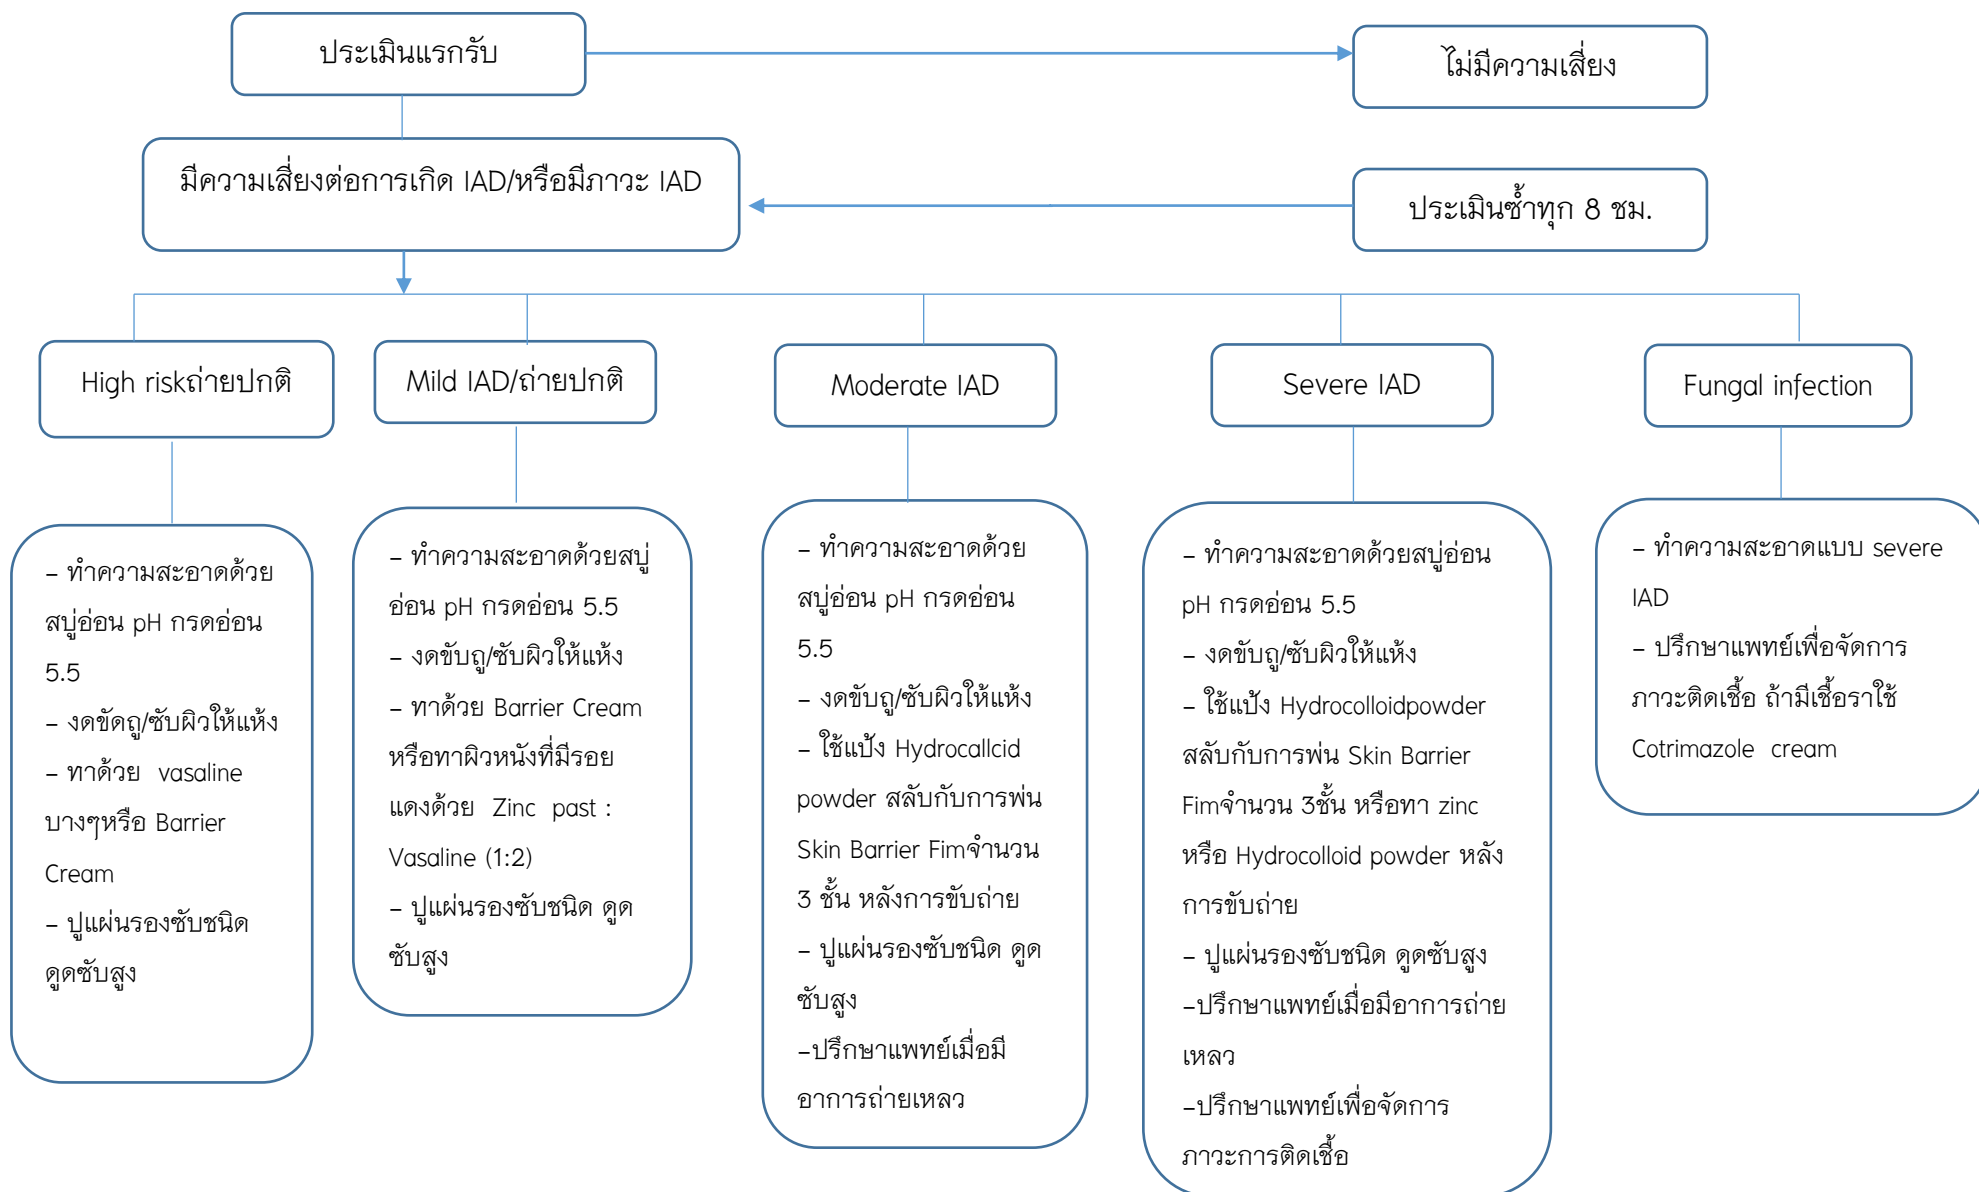 ประเมินแรกรับ
ไม่มีความเสี่ยง
มีความเสี่ยงต่อการเกิด IAD/หรือมีภาวะ IAD
ประเมินซ้ำทุก 8 ชม.
High riskถ่ายปกติ
Mild IAD/ถ่ายปกติ
Moderate IAD
Severe IAD
Fungal infection
- ทำความสะอาดด้วย
สบู่อ่อน pH กรดอ่อน
5.5
- งดขัดถู/ซับผิวให้แห้ง
- ทาด้วย vasaline
บางๆหรือ Barrier
Cream
- ปูแผ่นรองซับชนิด
ดูดซับสูง
- ทำความสะอาดด้วยสบู่
อ่อน pH กรดอ่อน 5.5
- งดขับถู/ซับผิวให้แห้ง
- ทาด้วย Barrier Cream
หรือทาผิวหนังที่มีรอย
แดงด้วย Zinc past :
Vasaline (1:2)
- ปูแผ่นรองซับชนิด ดูด
ซับสูง
- ทำความสะอาดด้วย
สบู่อ่อน pH กรดอ่อน
5.5
- งดขับถู/ซับผิวให้แห้ง
- ใช้แป้ง Hydrocallcid
powder สลับกับการพ่น
Skin Barrier Fimจำนวน
3 ชั้น หลังการขับถ่าย
- ปูแผ่นรองซับชนิด ดูด
ซับสูง
-ปรึกษาแพทย์เมื่อมี
อาการถ่ายเหลว
- ทำความสะอาดด้วยสบู่อ่อน
pH กรดอ่อน 5.5
- งดขับถู/ซับผิวให้แห้ง
- ใช้แป้ง Hydrocolloidpowder
สลับกับการพ่น Skin Barrier
Fimจำนวน 3ชั้น หรือทา zinc
หรือ Hydrocolloid powder หลัง
การขับถ่าย
- ปูแผ่นรองซับชนิด ดูดซับสูง
-ปรึกษาแพทย์เมื่อมีอาการถ่าย
เหลว
-ปรึกษาแพทย์เพื่อจัดการ
ภาวะการติดเชื้อ
- ทำความสะอาดแบบ severe
IAD
- ปรึกษาแพทย์เพื่อจัดการ
ภาวะติดเชื้อ ถ้ามีเชื้อราใช้
Cotrimazole cream